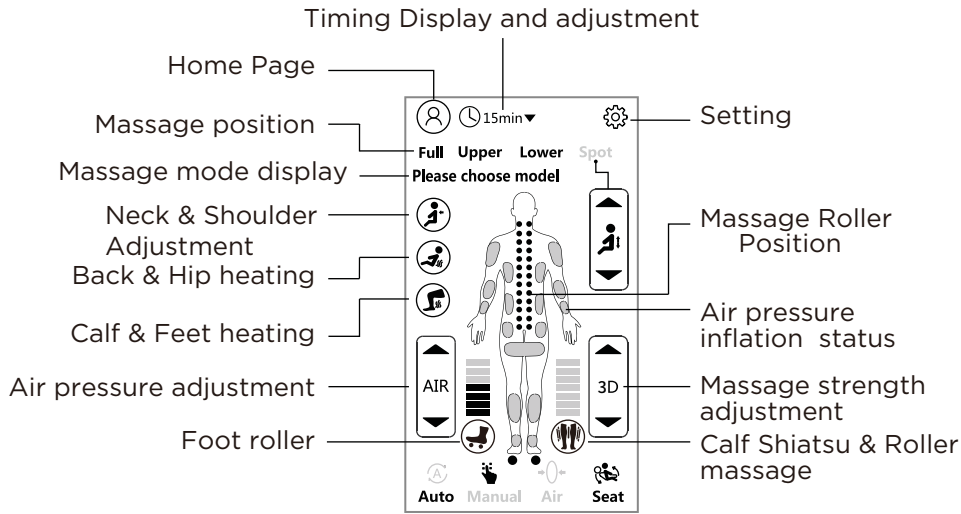 Timing Display and adjustment
Home Page
Setting
15min
Massage position
Full Upper Lower Spot
Massage mode display
Please choose model
Neck & Shoulder
Adjustment
Massage Roller
Position
Back & Hip heating
Calf & Feet heating
Air pressure
inflation status
Air pressure adjustment
AIR
3D
Massage strength
adjustment
Foot roller
Calf Shiatsu & Roller
massage
A
Auto Manual Air Seat